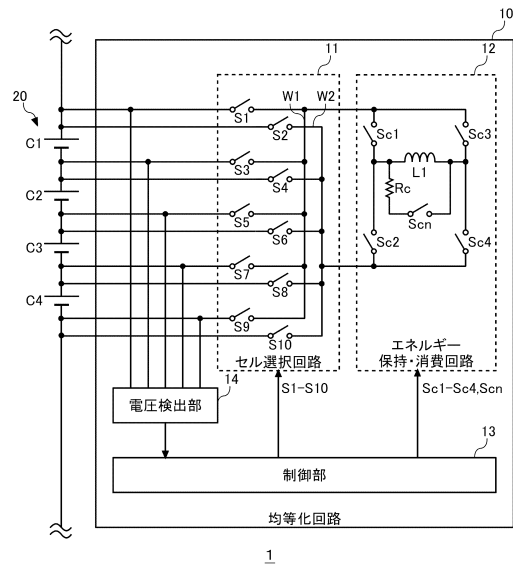 10
11
12
20
W1
W2
S1
S2
C1
S3
S4
C2
S5
S6
C3
S7
S8
C4
S9
S10
Sc1
Sc3
L1
Rc
Scn
Sc2
Sc4
セル選択回路
エネルギー
保持・消費回路
14
電圧検出部
S1-S10
Sc1-Sc4,Scn
13
制御部
均等化回路
1